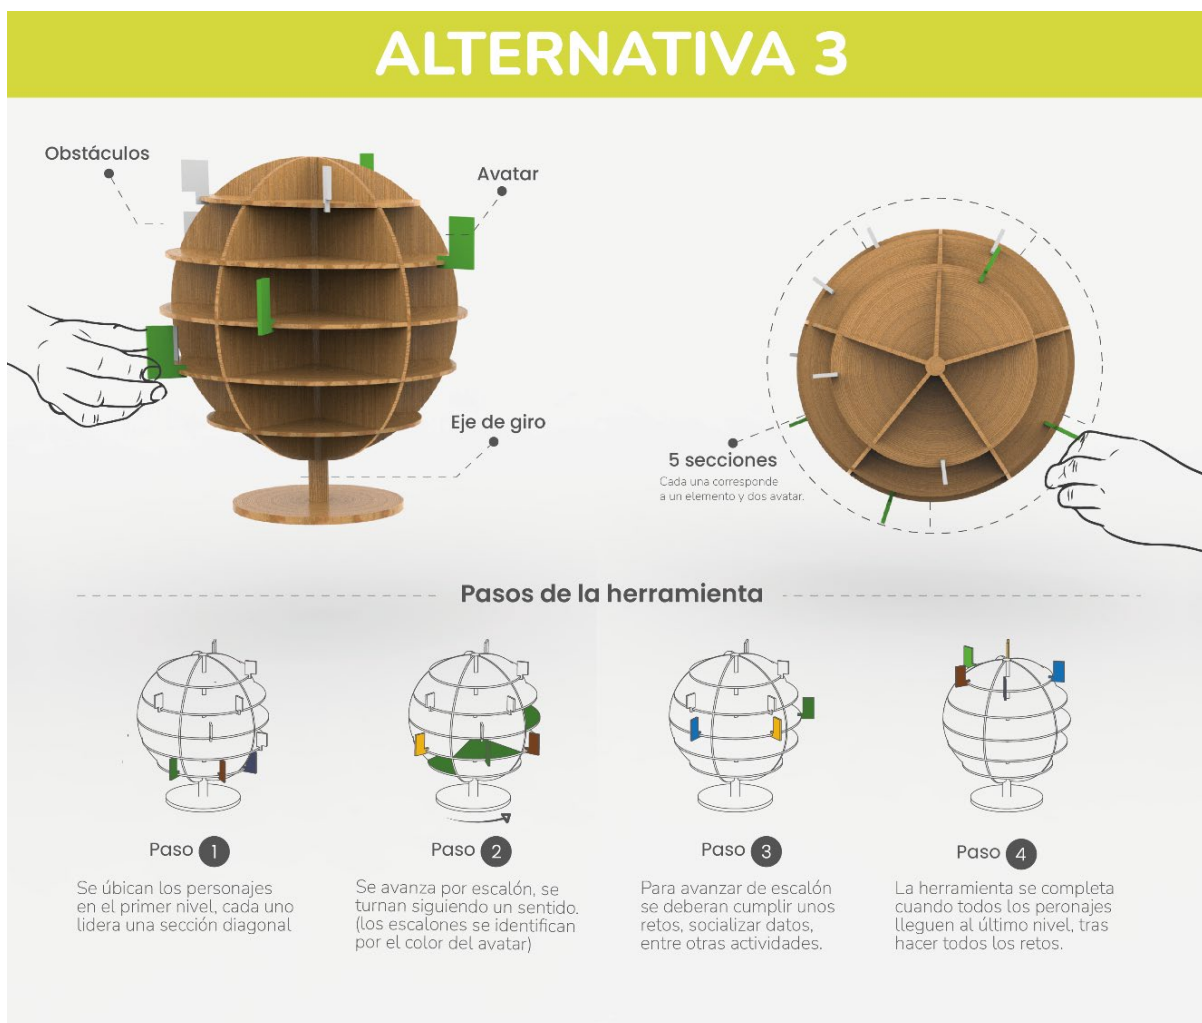 ALTERNATIVA 3
Obstáculos
Avatar
Eje de giro
5 secciones
Cada una corresponde
a un elemento y dos avatar.
Pasos de la herramienta
Paso 1
Se úbican los personajes
en el primer nivel, cada uno
lidera una sección diagonal
Paso 2
Se avanza por escalón, se
turnan siguiendo un sentido.
(los escalones se identifican
por el color del avatar)
Paso 3
Para avanzar de escalón
se deberan cumplir unos
retos, socializar datos,
entre otras actividades.
Paso 4
La herramienta se completa
cuando todos los peronajes
lleguen al último nivel, tras
hacer todos los retos.